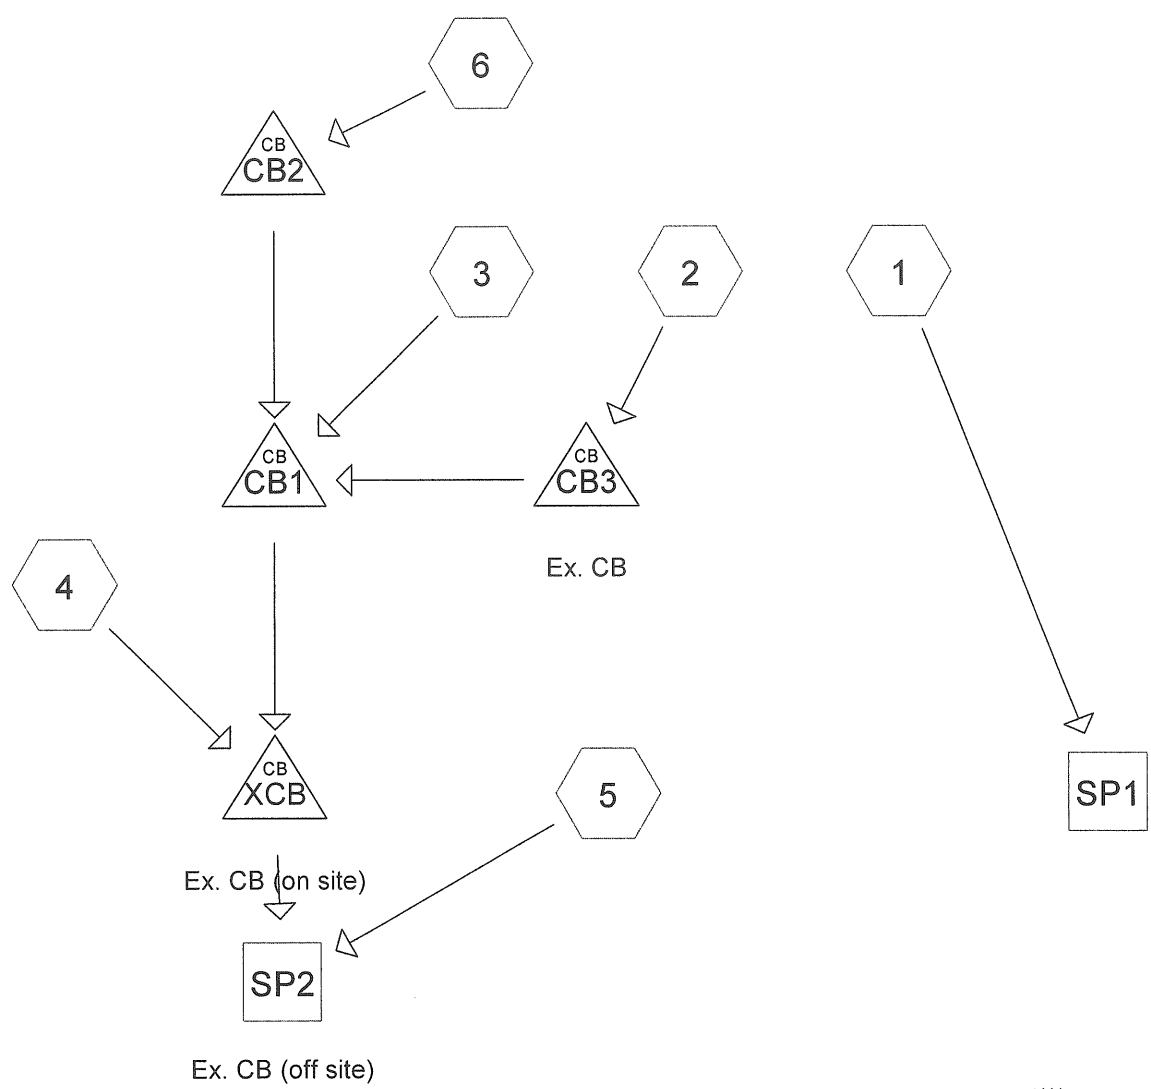 6
CB
CB2
3
2
1
CB
CB1
CB
CB3
Ex. CB
4
CB
XCB
5
SP1
Ex. CB (on site)
SP2
Ex. CB (off site)